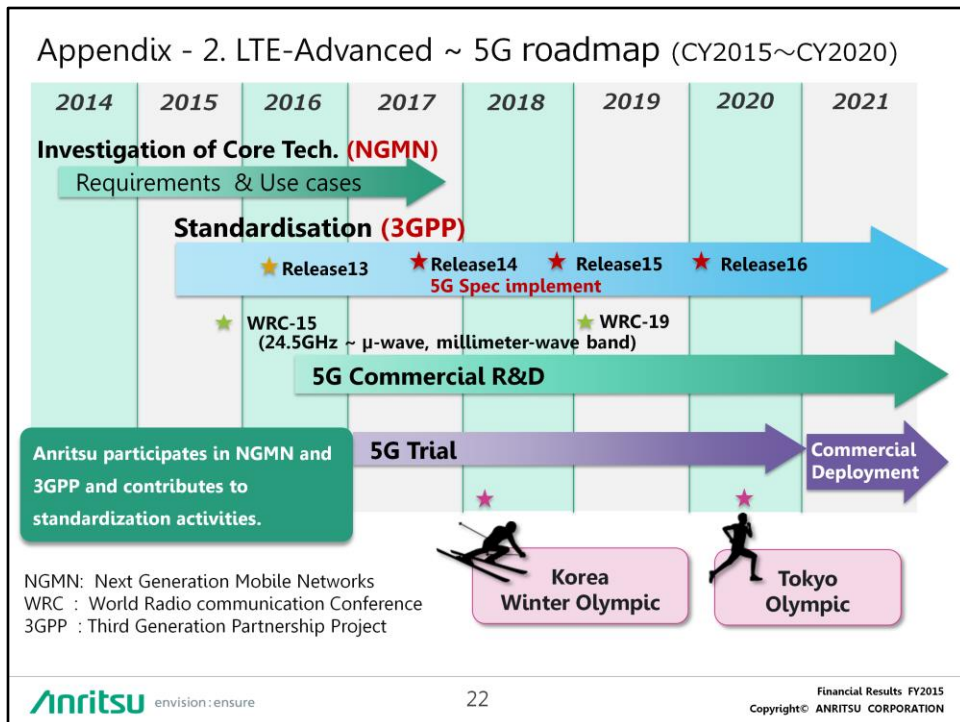 Appendix - 2. LTE-Advanced ~ 5G roadmap (CY2015～CY2020)
2014 2015 2016 2017 2018 2019 2020 2021
Investigation of Core Tech. (NGMN)
Requirements & Use cases
Standardisation (3GPP)
Release13 Release14 Release15 Release16
5G Spec implement
WRC-15 WRC-19
(24.5GHz ~ μ-wave, millimeter-wave band)
5G Commercial R&D
Anritsu participates in NGMN and
3GPP and contributes to
standardization activities.
5G Trial
Commercial
Deployment
Korea
Winter Olympic
Tokyo
Olympic
NGMN: Next Generation Mobile Networks
WRC : World Radio communication Conference
3GPP : Third Generation Partnership Project
Anritsu envision : ensure
22
Financial Results FY2015
Copyright© ANRITSU CORPORATION